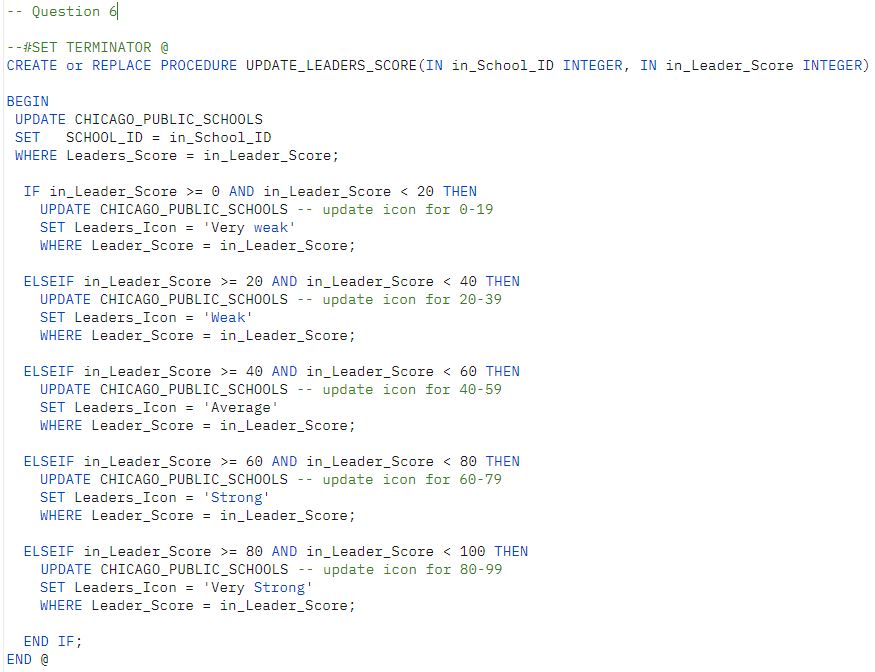 -- Question 6
--#SET TERMINATOR @
CREATE or REPLACE PROCEDURE UPDATE_LEADERS_SCORE(IN in_School_ID INTEGER, IN in_Leader_Score INTEGER)
BEGIN
UPDATE CHICAGO_PUBLIC_SCHOOLS
SET SCHOOL_ID = in_School_ID
WHERE Leaders_Score = in_Leader_Score;
IF in_Leader_Score >= 0 AND in_Leader_Score < 20 THEN
UPDATE CHICAGO_PUBLIC_SCHOOLS -- update icon for 0-19
SET Leaders_Icon = 'Very weak'
WHERE Leader_Score = in_Leader_Score;
ELSEIF in_Leader_Score >= 20 AND in_Leader_Score < 40 THEN
UPDATE CHICAGO_PUBLIC_SCHOOLS -- update icon for 20-39
SET Leaders_Icon = 'Weak'
WHERE Leader_Score = in_Leader_Score;
ELSEIF in_Leader_Score >= 40 AND in_Leader_Score < 60 THEN
UPDATE CHICAGO_PUBLIC_SCHOOLS -- update icon for 40-59
SET Leaders_Icon = 'Average'
WHERE Leader_Score = in_Leader_Score;
ELSEIF in_Leader_Score >= 60 AND in_Leader_Score < 80 THEN
UPDATE CHICAGO_PUBLIC_SCHOOLS -- update icon for 60-79
SET Leaders_Icon = 'Strong'
WHERE Leader_Score = in_Leader_Score;
ELSEIF in_Leader_Score >= 80 AND in_Leader_Score < 100 THEN
UPDATE CHICAGO_PUBLIC_SCHOOLS -- update icon for 80-99
SET Leaders_Icon = 'Very Strong'
WHERE Leader_Score = in_Leader_Score;
END IF;
END @